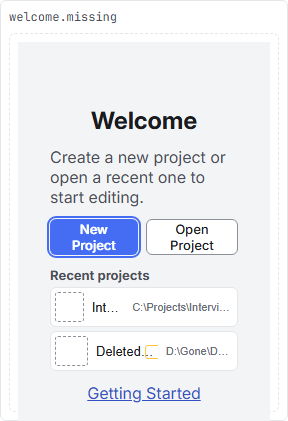 welcome.missing
Welcome
Create a new project or
open a recent one to
start editing.
New
Project
Open
Project
Recent projects
Int... C:\Projects\Intervi...
Deleted... D:\Gone\D...
Getting Started